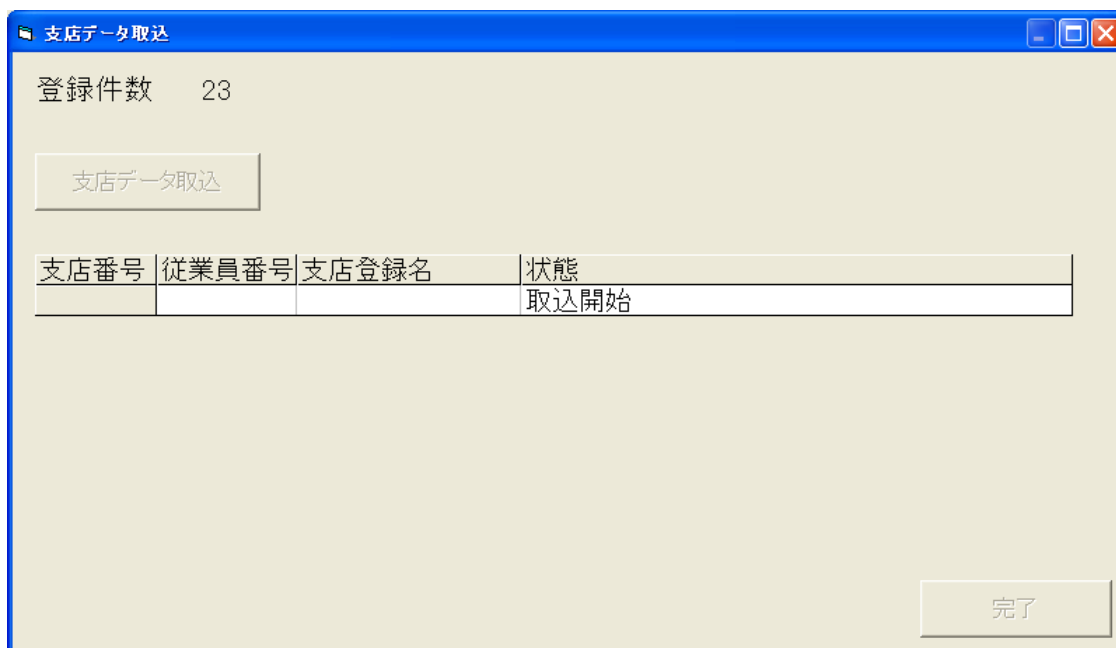 支店データ取込
登録件数 23
支店データ取込
支店番号 従業員番号 支店登録名 状態
取込開始
完了